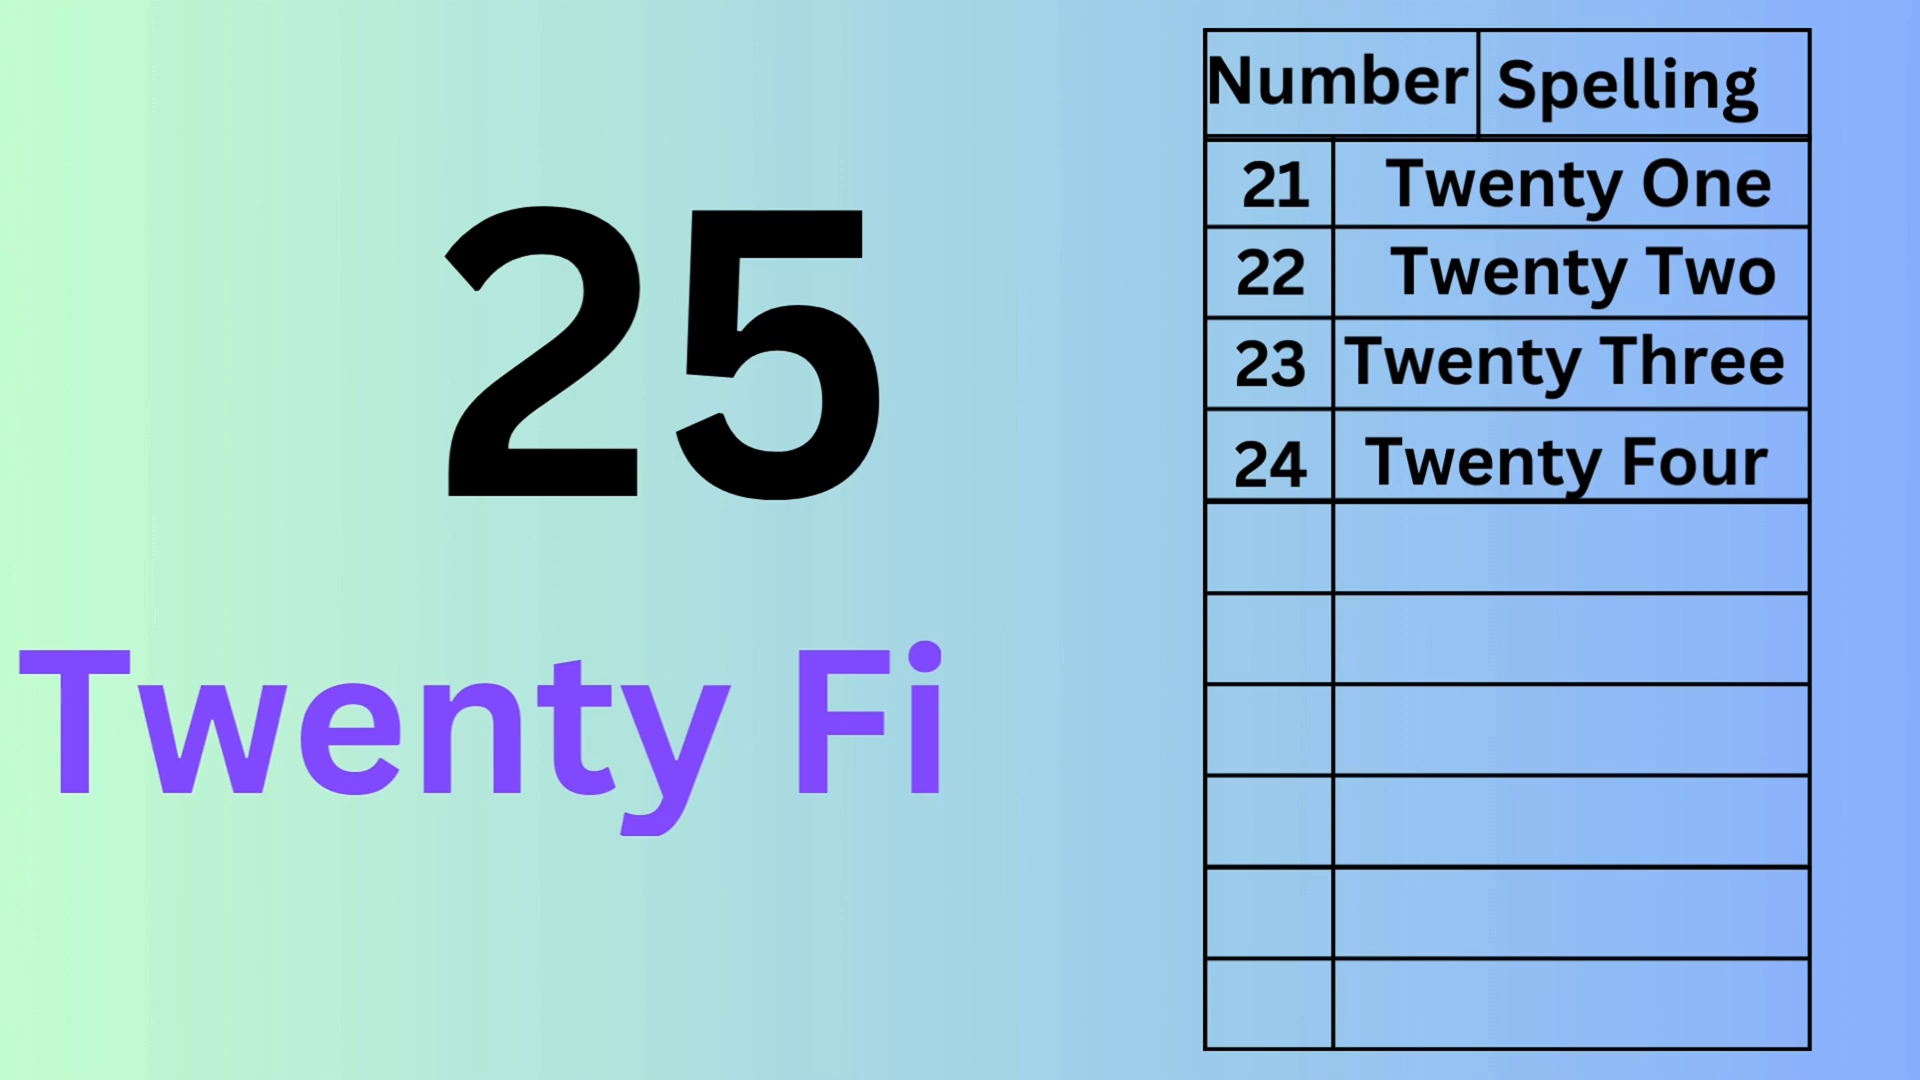 25
Twenty Fi
Number Spelling
21 Twenty One
22 Twenty Two
23 Twenty Three
24 Twenty Four